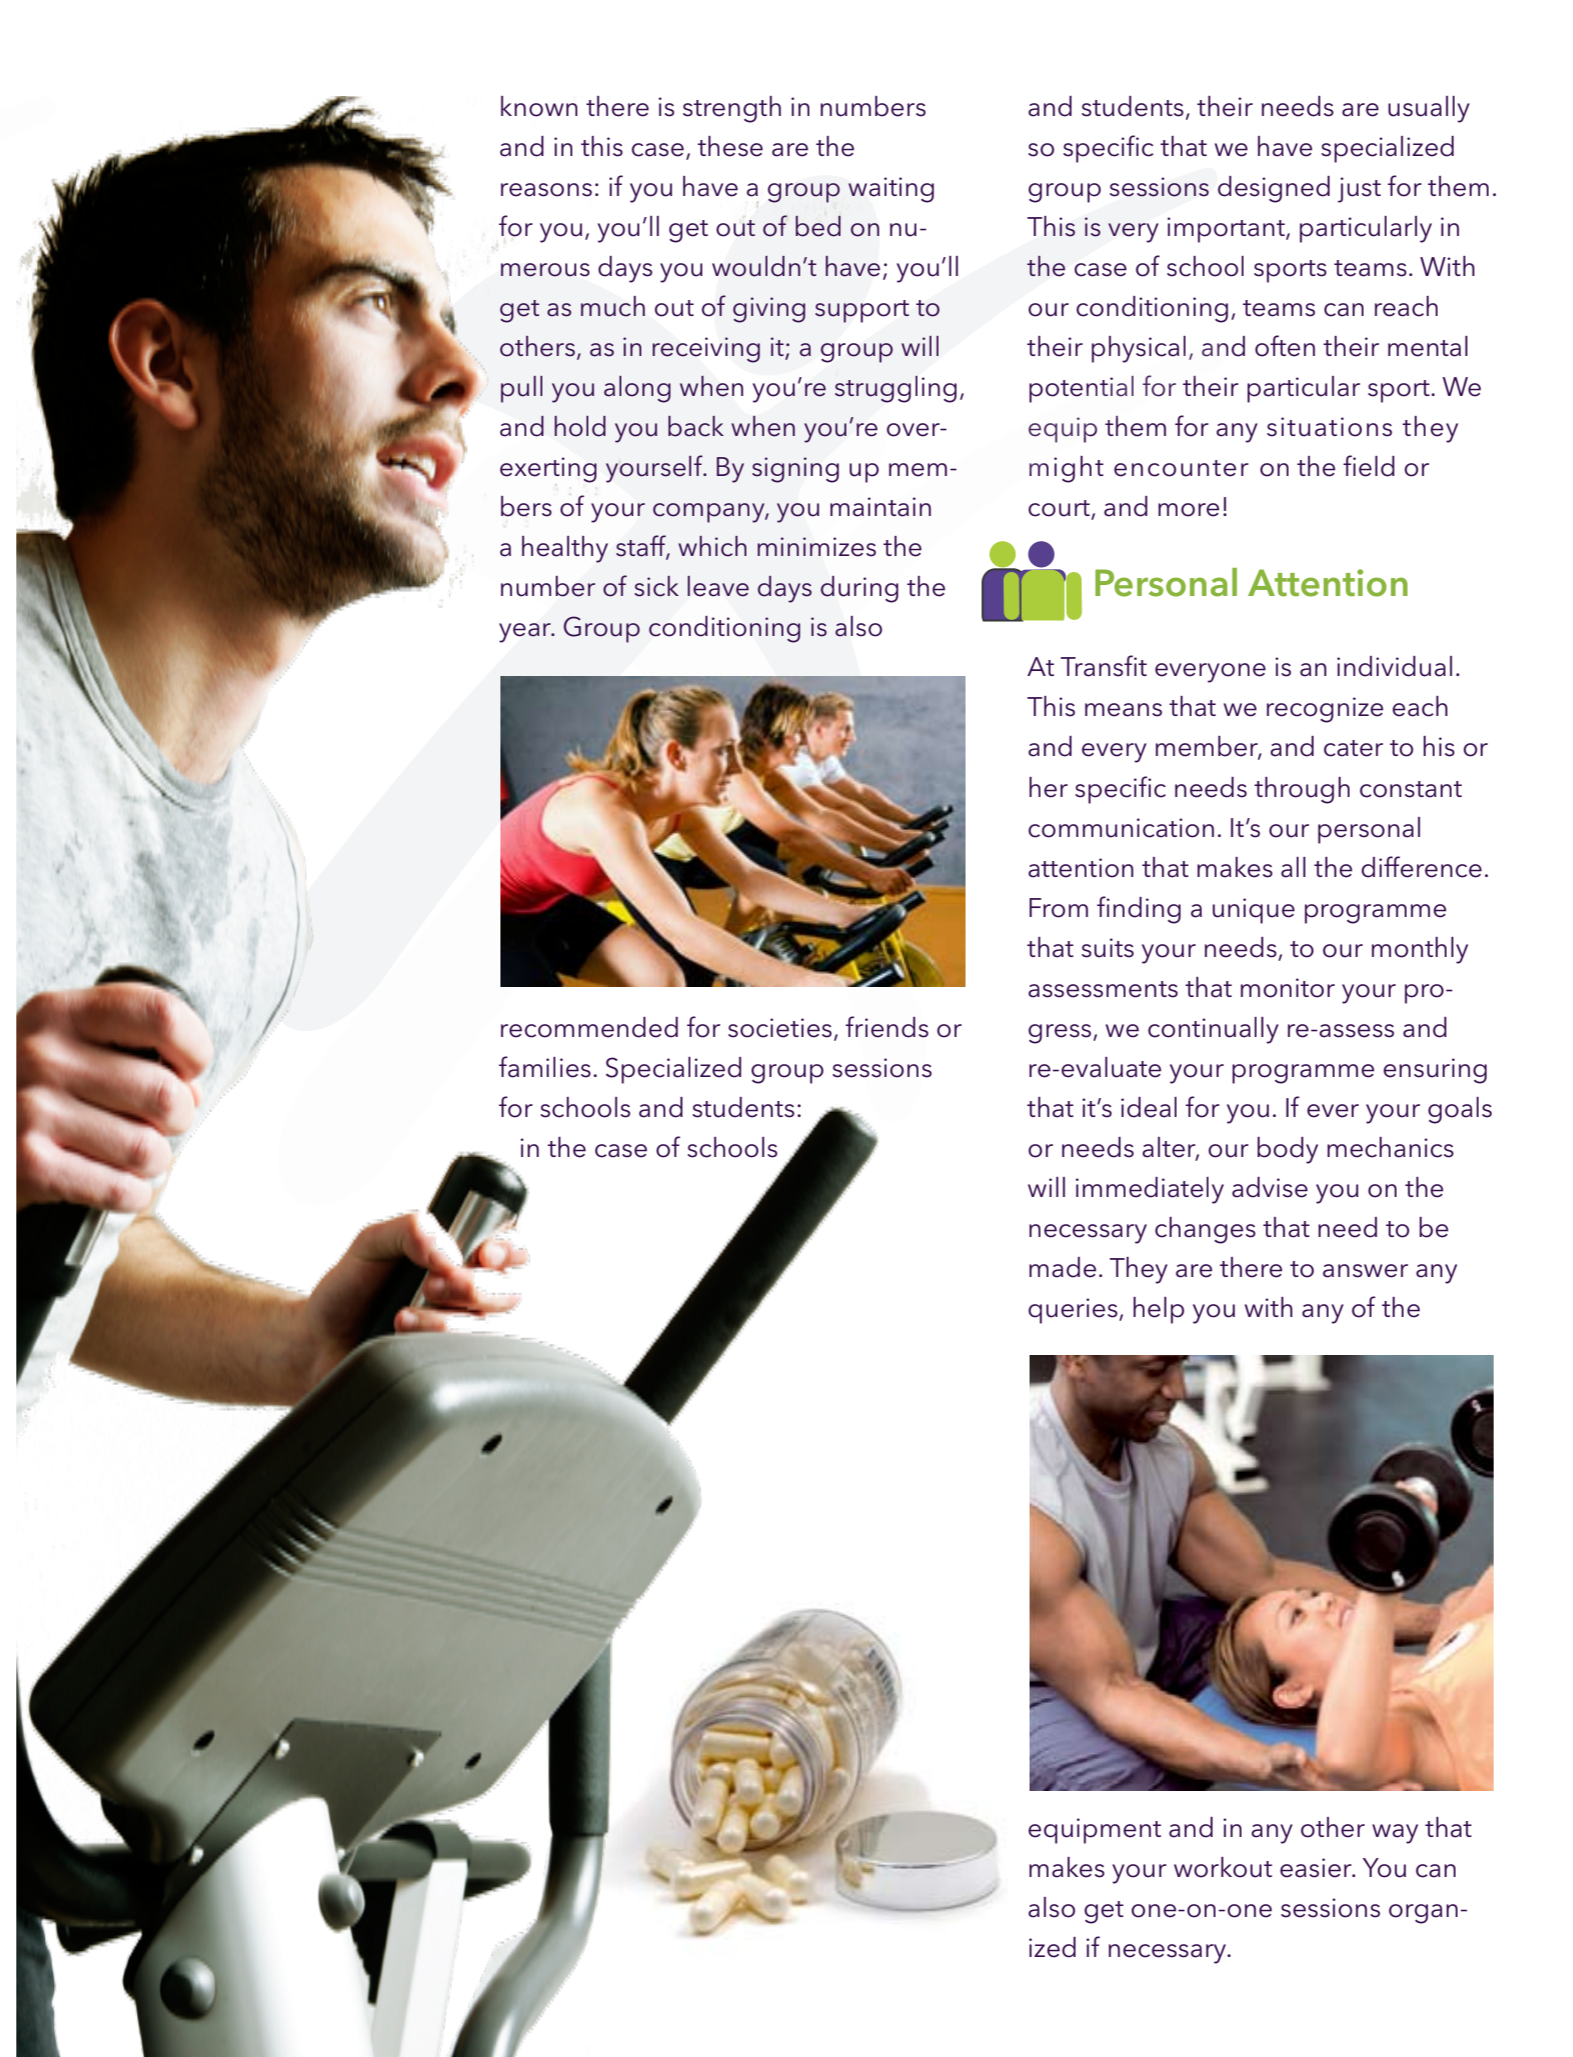 known there is strength in numbers
and in this case, these are the
reasons: if you have a group waiting
for you, you’ll get out of bed on nu-
merous days you wouldn’t have; you’ll
get as much out of giving support to
others, as in receiving it; a group will
pull you along when you’re struggling,
and hold you back when you’re over-
exerting yourself. By signing up mem-
bers of your company, you maintain
a healthy staff, which minimizes the
number of sick leave days during the
year. Group conditioning is also
recommended for societies, friends or
families. Specialized group sessions
for schools and students:
in the case of schools
and students, their needs are usually
so specific that we have specialized
group sessions designed just for them.
This is very important, particularly in
the case of school sports teams. With
our conditioning, teams can reach
their physical, and often their mental
potential for their particular sport. We
equip them for any situations they
might encounter on the field or
court, and more!
Personal Attention
At Transfit everyone is an individual.
This means that we recognize each
and every member, and cater to his or
her specific needs through constant
communication. It’s our personal
attention that makes all the difference.
From finding a unique programme
that suits your needs, to our monthly
assessments that monitor your pro-
gress, we continually re-assess and
re-evaluate your programme ensuring
that it’s ideal for you. If ever your goals
or needs alter, our body mechanics
will immediately advise you on the
necessary changes that need to be
made. They are there to answer any
queries, help you with any of the
equipment and in any other way that
makes your workout easier. You can
also get one-on-one sessions organ-
ized if necessary.